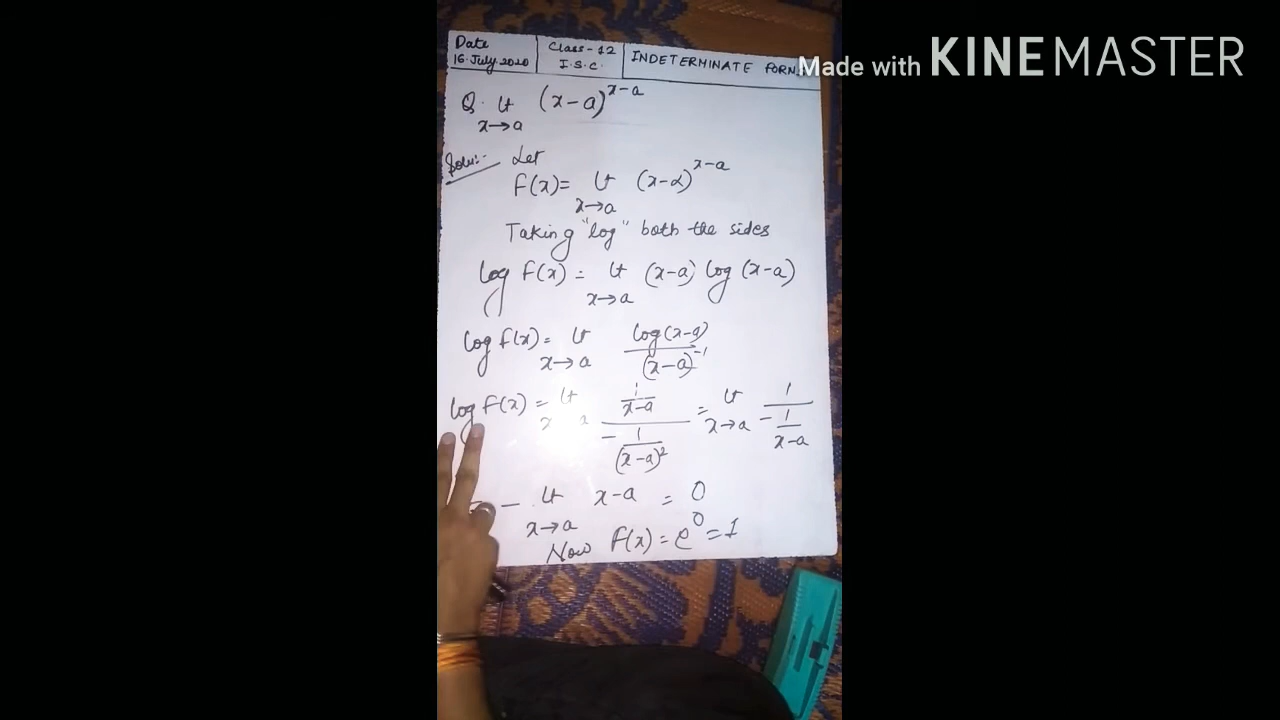 Made with KINEMASTER
Date
16 July 2020
Class-12
I.S.C.
INDETERMINATE FORM
Q. Lt (x-a)^x-a
x→a
Soln:- Let
F(x)= Lt (x-a)^x-a
x→a
Taking "log" both the sides
log F(x) = Lt (x-a) log (x-a)
x→a
log F(x) = Lt log(x-a) / (x-a)^-1
x→a
log F(x) = Lt 1/(x-a) / -1/(x-a)² = Lt 1 / -1/(x-a)
x a x→a
= - Lt x-a = 0
x→a
Now F(x) = e^0 = 1